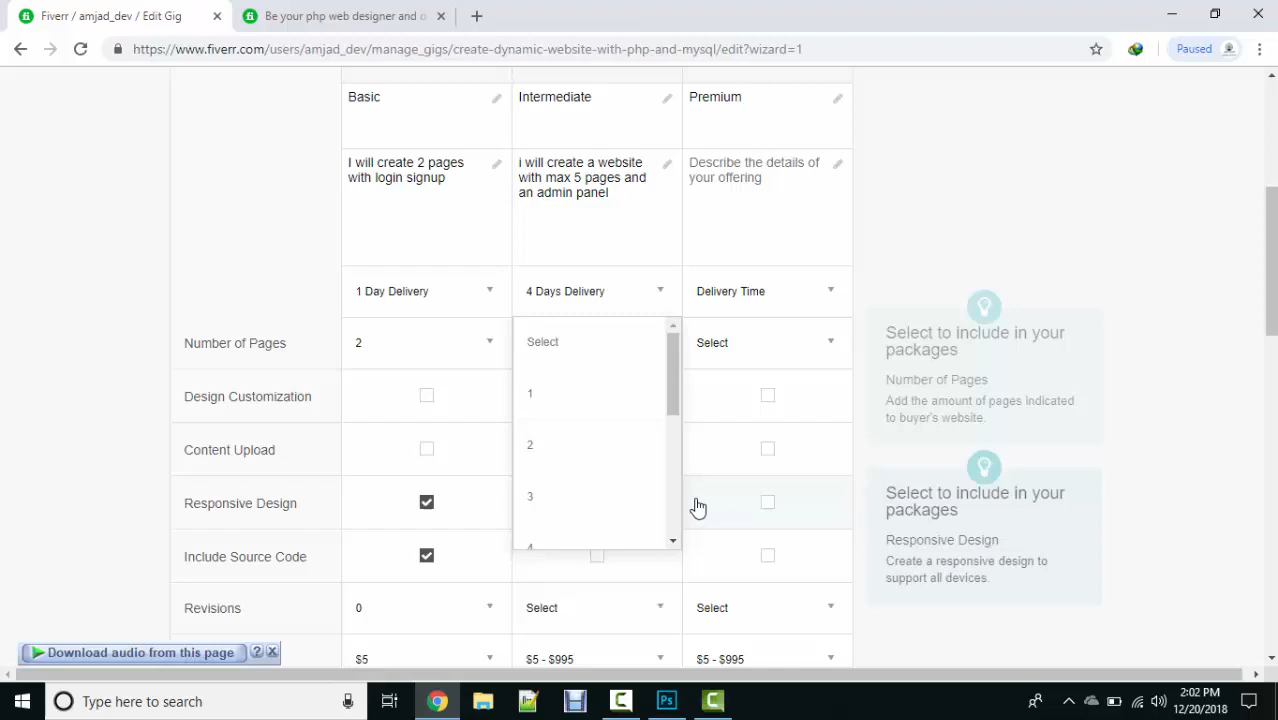 Fiverr / amjad_dev / Edit Gig
Be your php web designer and o
https://www.fiverr.com/users/amjad_dev/manage_gigs/create-dynamic-website-with-php-and-mysql/edit?wizard=1
Paused
Basic
Intermediate
Premium
I will create 2 pages
with login signup
i will create a website
with max 5 pages and
an admin panel
Describe the details of
your offering
1 Day Delivery
4 Days Delivery
Delivery Time
Number of Pages
2
Select
Select
1
2
3
4
Design Customization
Content Upload
Responsive Design
Include Source Code
Revisions
0
Select
Select
$5
$5 - $995
$5 - $995
Select to include in your
packages
Number of Pages
Add the amount of pages indicated
to buyer's website.
Select to include in your
packages
Responsive Design
Create a responsive design to
support all devices.
Download audio from this page
?
Type here to search
Ps
2:02 PM
12/20/2018